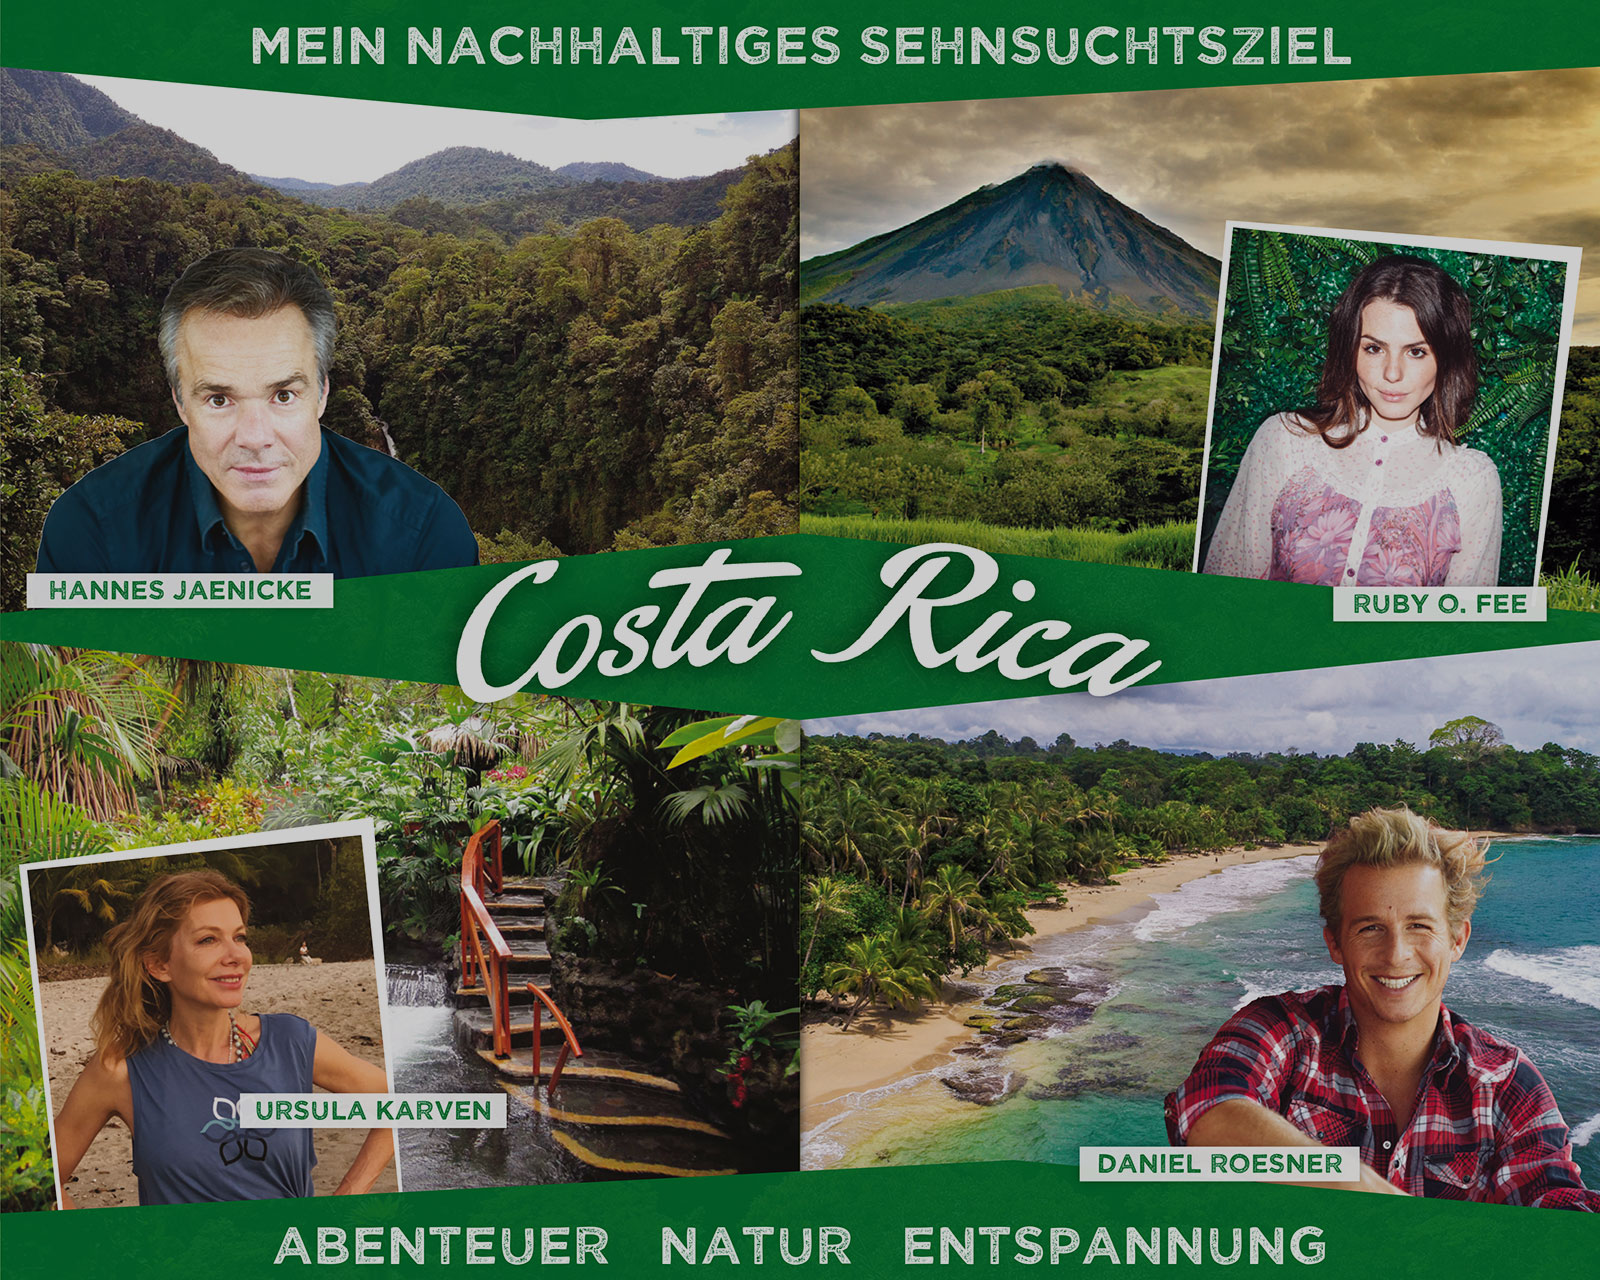 MEIN NACHHALTIGES SEHNSUCHTSZIEL
HANNES JAENICKE
RUBY O. FEE
Costa Rica
URSULA KARVEN
DANIEL ROESNER
ABENTEUER NATUR ENTSPANNUNG